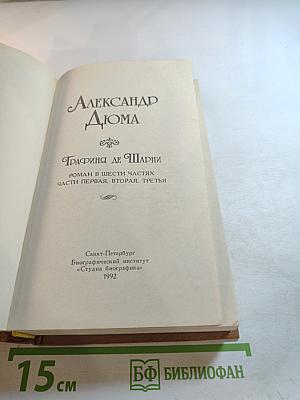 АЛЕКСАНДР
ДЮМА
ГРАФИНЯ ДЕ ШАРНИ
РОМАН В ШЕСТИ ЧАСТЯХ
ЧАСТИ ПЕРВАЯ, ВТОРАЯ, ТРЕТЬЯ
Санкт-Петербург
Биографический институт
«Студиа биографика»
1992
15 см
БФ БИБЛИОФАН